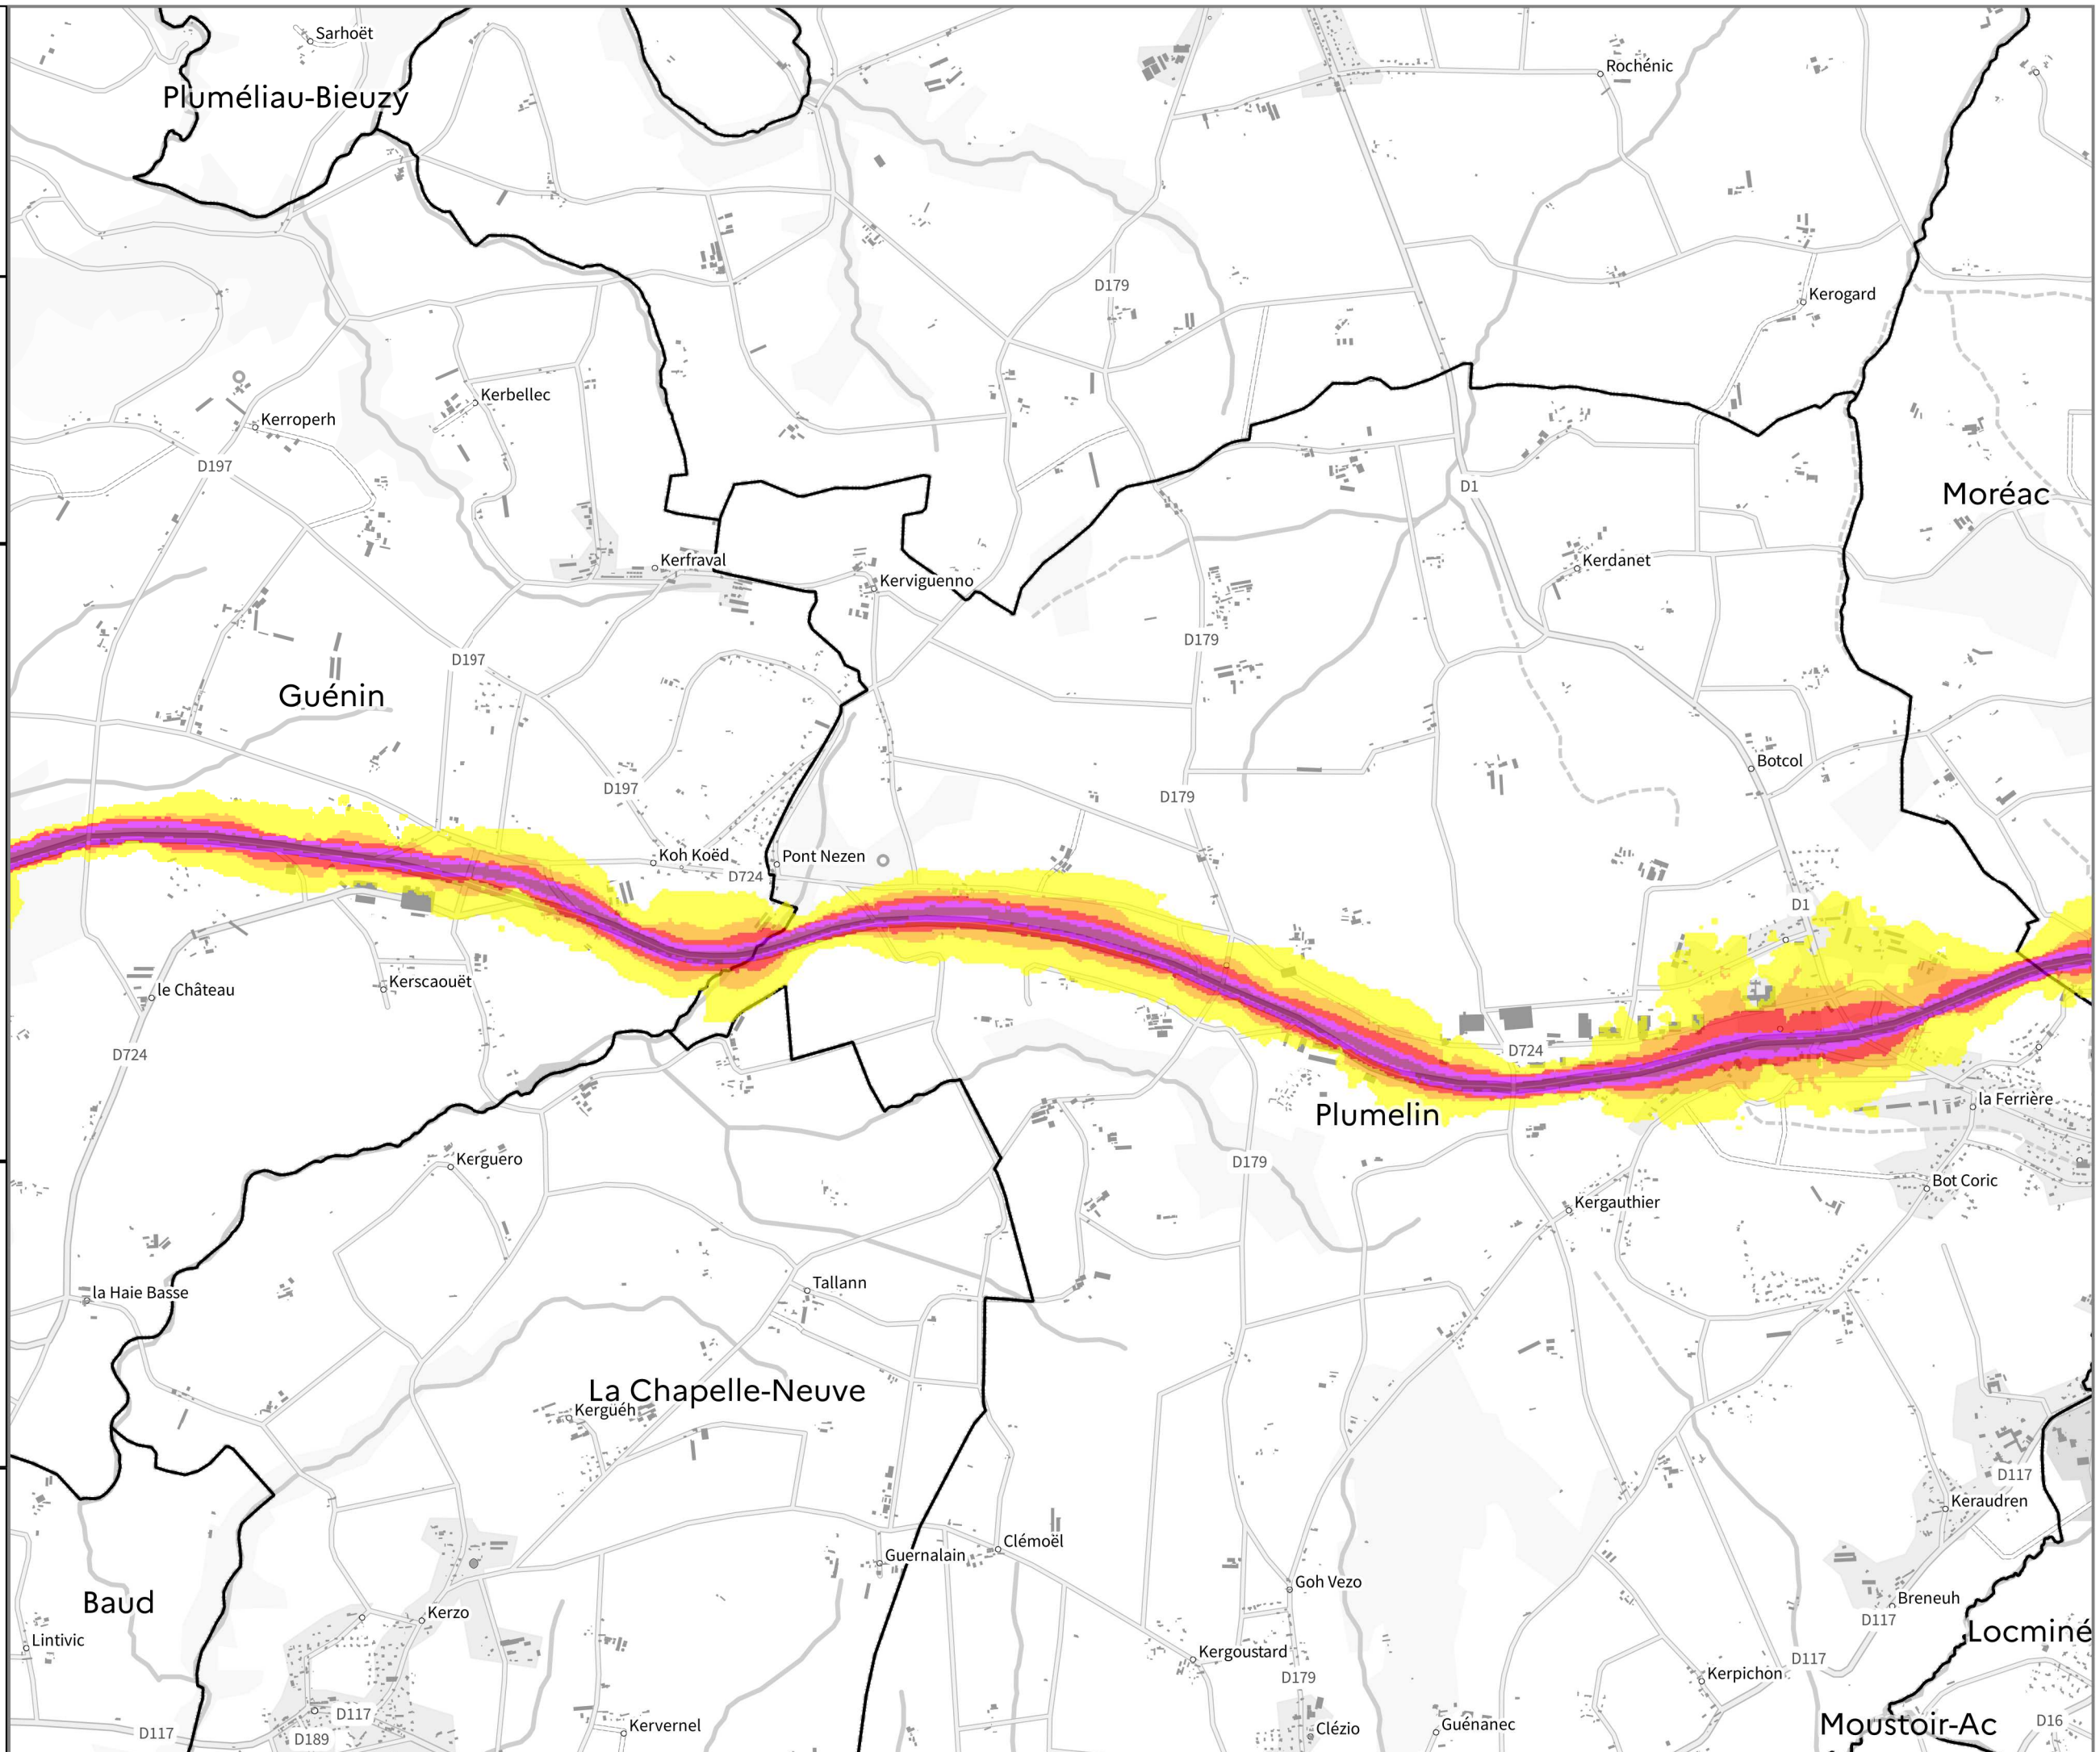 Sarhoët
Rochénic
Pluméliau-Bieuzy
D179
Kerogard
Kerbellec
Kerroperh
D197
D1
Moréac
Kerfraval
Kerdanet
Kerviguenno
D179
D197
Guénin
Botcol
D197
D179
Koh Koëd
Pont Nezen
D724
D1
le Château
Kerscaouët
D724
D724
la Ferrière
Plumelin
Kerguero
D179
Bot Coric
Kergauthier
la Haie Basse
Tallann
La Chapelle-Neuve
Kerguéh
D117
Keraudren
Clémoël
Guernalain
Goh Vezo
Baud
Kerzo
Breneuh
D117
Lintivic
Locminé
Kergoustard
D117
Kerpichon
D179
D117
Kervernel
Clézio
Guénanec
Moustoir-Ac
D16
D117
D189